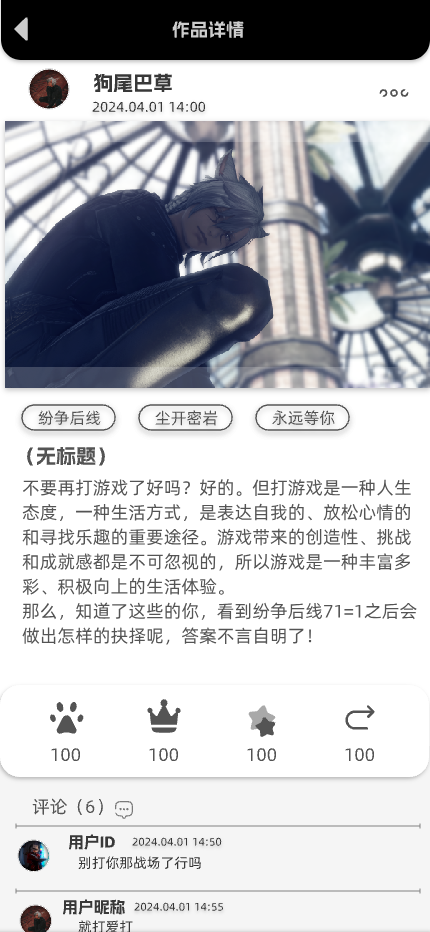 作品详情
狗尾巴草
2024.04.01 14:00
纷争后线
尘开密岩
永远等你
（无标题）
不要再打游戏了好吗？好的。但打游戏是一种人生
态度，一种生活方式，是表达自我的、放松心情的
和寻找乐趣的重要途径。游戏带来的创造性、挑战
和成就感都是不可忽视的，所以游戏是一种丰富多
彩、积极向上的生活体验。
那么，知道了这些的你，看到纷争后线71=1之后会
做出怎样的抉择呢，答案不言自明了！
100
100
100
100
评论（6）
用户ID
2024.04.01 14:50
别打你那战场了行吗
用户昵称
2024.04.01 14:55
就打爱打